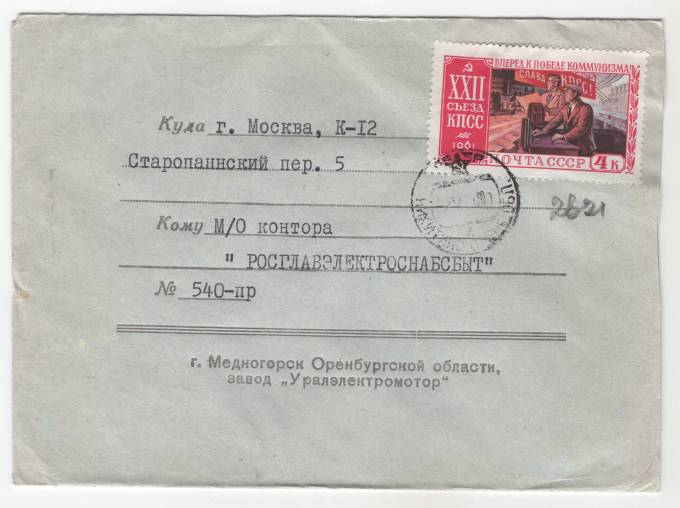 ВПЕРЕД К ПОБЕДЕ КОММУНИЗМА!
СЛАВА КПСС!
XXII
СЪЕЗД
КПСС
1961
ПОЧТА СССР 4 К
Куда г. Москва, К-12
Старопаннский пер. 5
2621
Кому М/О контора
" РОСГЛАВЭЛЕКТРОСНАБСБЫТ"
№ 540-пр
г. Медногорск Оренбургской области,
завод „Уралэлектромотор"